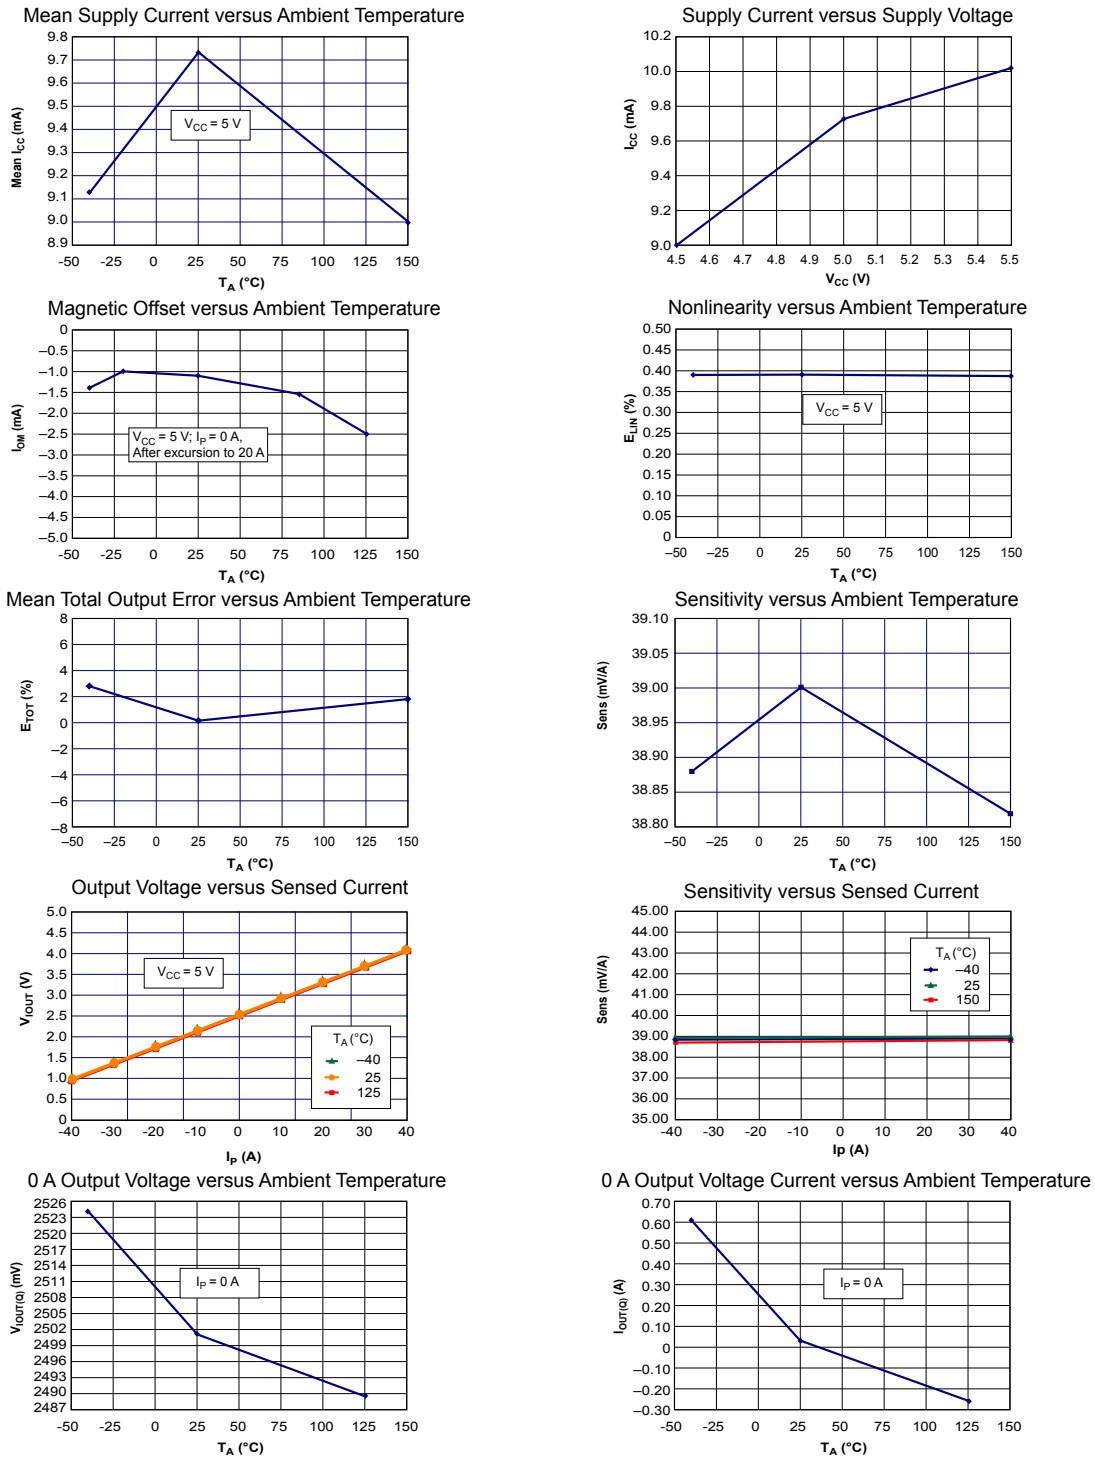 Mean Supply Current versus Ambient Temperature
Mean I_CC (mA)
9.8
9.7
9.6
9.5
9.4
9.3
9.2
9.1
9.0
8.9
V_CC = 5 V
-50 -25 0 25 50 75 100 125 150
T_A (°C)
Supply Current versus Supply Voltage
I_CC (mA)
10.2
10.0
9.8
9.6
9.4
9.2
9.0
4.5 4.6 4.7 4.8 4.9 5.0 5.1 5.2 5.3 5.4 5.5
V_CC (V)
Magnetic Offset versus Ambient Temperature
I_OM (mA)
0
–0.5
–1.0
–1.5
–2.0
–2.5
–3.0
–3.5
–4.0
–4.5
–5.0
V_CC = 5 V; I_P = 0 A,
After excursion to 20 A
-50 -25 0 25 50 75 100 125 150
T_A (°C)
Nonlinearity versus Ambient Temperature
E_LIN (%)
0.50
0.45
0.40
0.35
0.30
0.25
0.20
0.15
0.10
0.05
0
V_CC = 5 V
–50 –25 0 25 50 75 100 125 150
T_A (°C)
Mean Total Output Error versus Ambient Temperature
E_TOT (%)
8
6
4
2
0
–2
–4
–6
–8
–50 –25 0 25 50 75 100 125 150
T_A (°C)
Sensitivity versus Ambient Temperature
Sens (mV/A)
39.10
39.05
39.00
38.95
38.90
38.85
38.80
–50 –25 0 25 50 75 100 125 150
T_A (°C)
Output Voltage versus Sensed Current
V_IOUT (V)
5.0
4.5
4.0
3.5
3.0
2.5
2.0
1.5
1.0
0.5
0
V_CC = 5 V
T_A (°C)
–40
25
125
-40 -30 -20 -10 0 10 20 30 40
I_P (A)
Sensitivity versus Sensed Current
Sens (mV/A)
45.00
44.00
43.00
42.00
41.00
40.00
39.00
38.00
37.00
36.00
35.00
T_A (°C)
–40
25
150
-40 -30 -20 -10 0 10 20 30 40
Ip (A)
0 A Output Voltage versus Ambient Temperature
V_IOUT(Q) (mV)
2526
2523
2520
2517
2514
2511
2508
2505
2502
2499
2496
2493
2490
2487
I_P = 0 A
-50 -25 0 25 50 75 100 125 150
T_A (°C)
0 A Output Voltage Current versus Ambient Temperature
I_OUT(Q) (A)
0.70
0.60
0.50
0.40
0.30
0.20
0.10
0
–0.10
–0.20
–0.30
I_P = 0 A
-50 -25 0 25 50 75 100 125 150
T_A (°C)